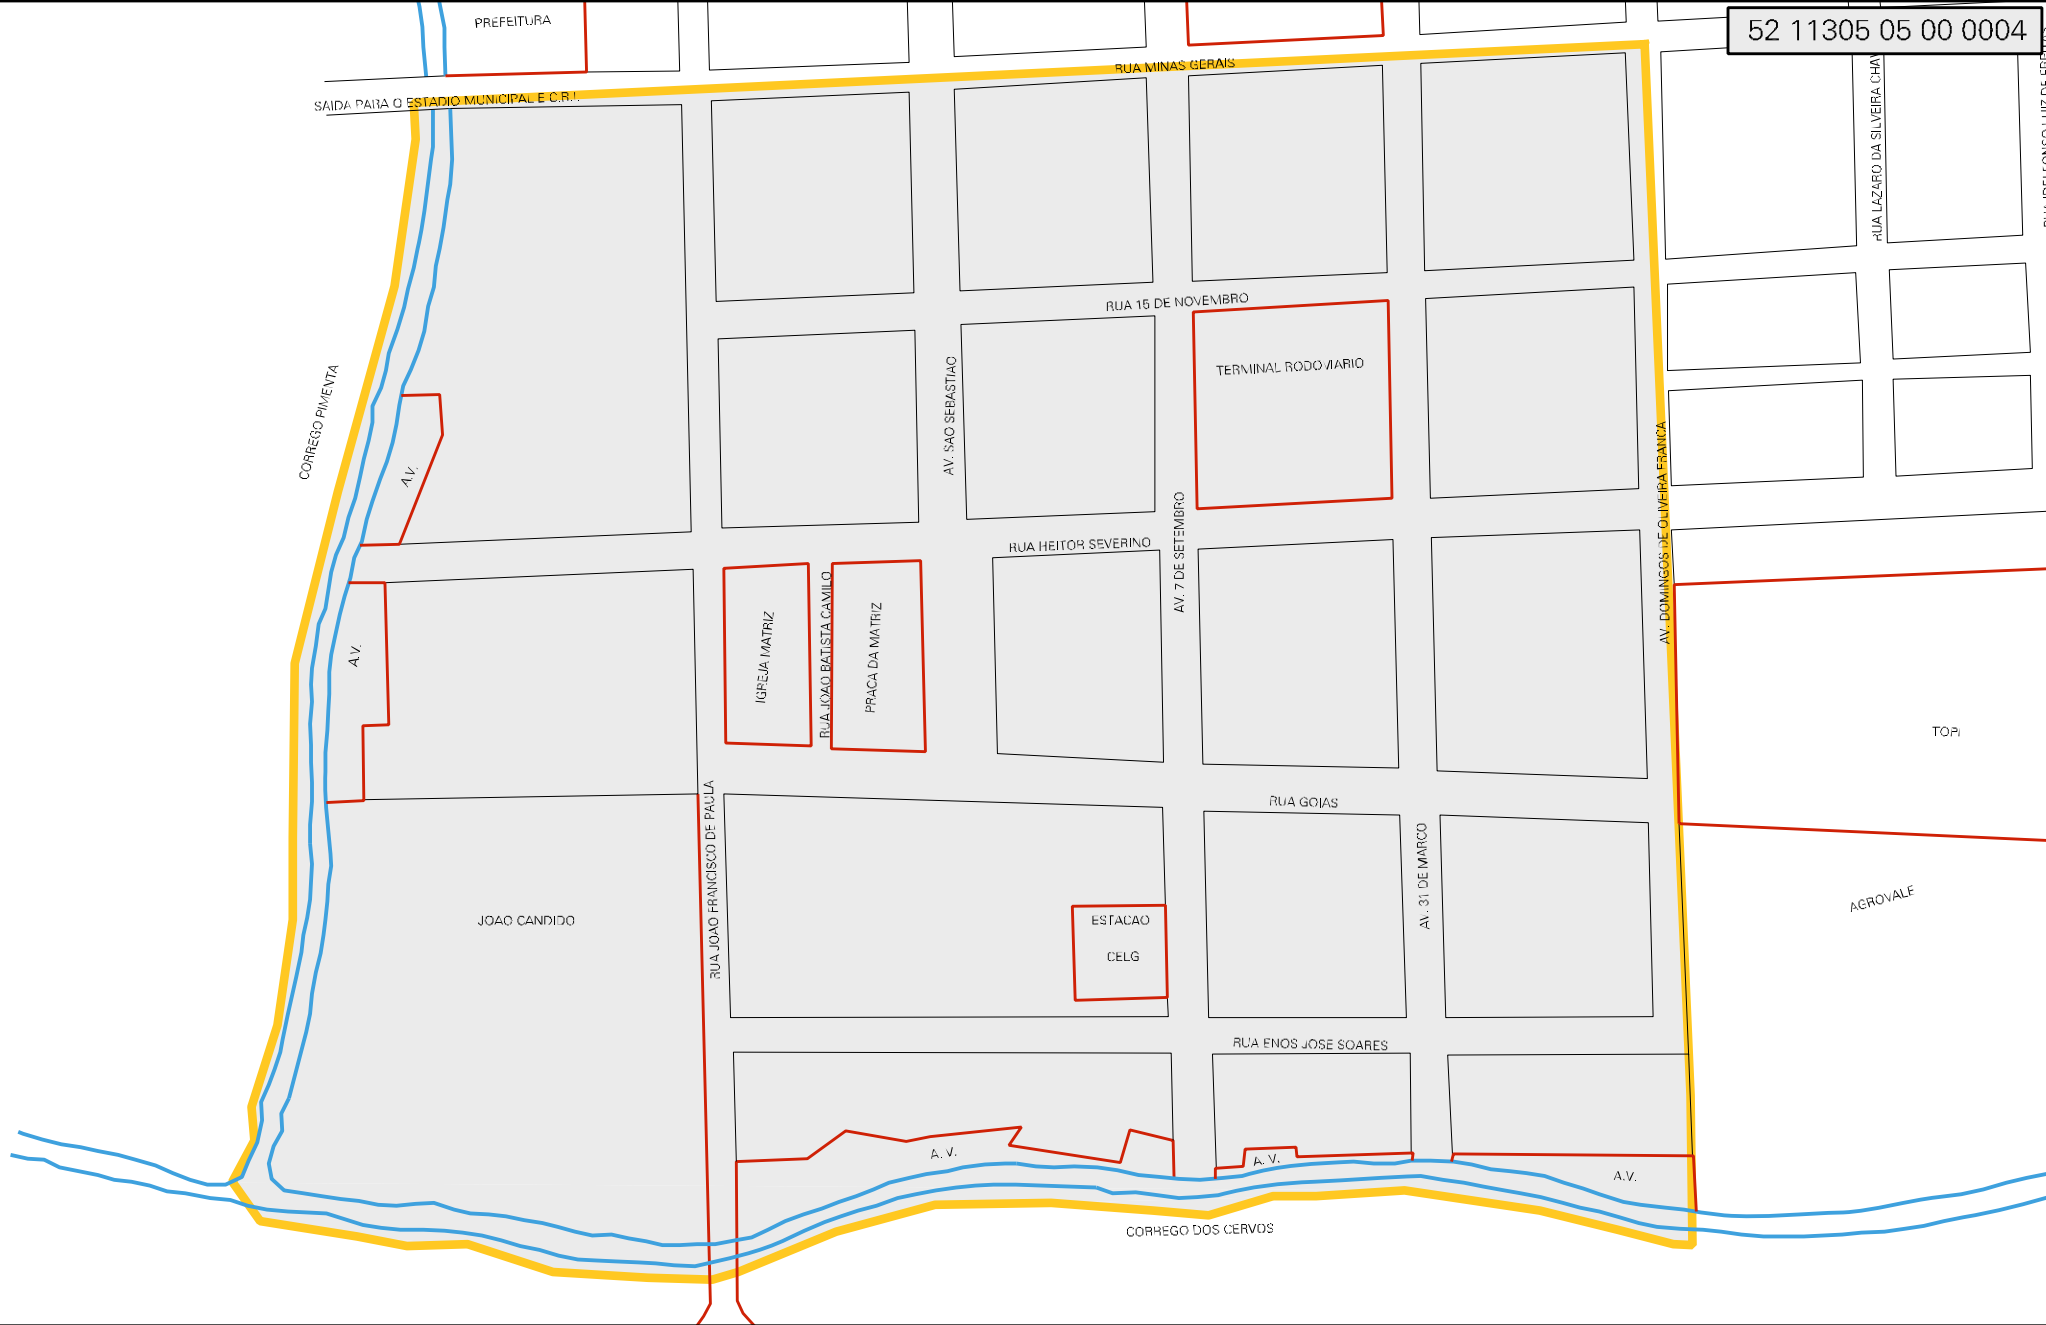 PREFEITURA
52 11305 05 00 0004
RUA MINAS GERAIS
SAIDA PARA O ESTADIO MUNICIPAL E C.R.I.
RUA LAZARO DA SILVEIRA CHAV
RUA 15 DE NOVEMBRO
TERMINAL RODOVIARIO
CORREGO PIMENTA
AV. SAO SEBASTIAO
A.V.
AV. 7 DE SETEMBRO
AV. DOMINGOS DE OLIVEIRA FRANCA
RUA HEITOR SEVERINO
A.V.
IGREJA MATRIZ
RUA JOAO BATISTA CAMILO
PRACA DA MATRIZ
TOPI
RUA GOIAS
RUA JOAO FRANCISCO DE PAULA
AV. 31 DE MARCO
AGROVALE
JOAO CANDIDO
ESTACAO
CELG
RUA ENOS JOSE SOARES
A. V.
A. V.
A.V.
CORREGO DOS CERVOS